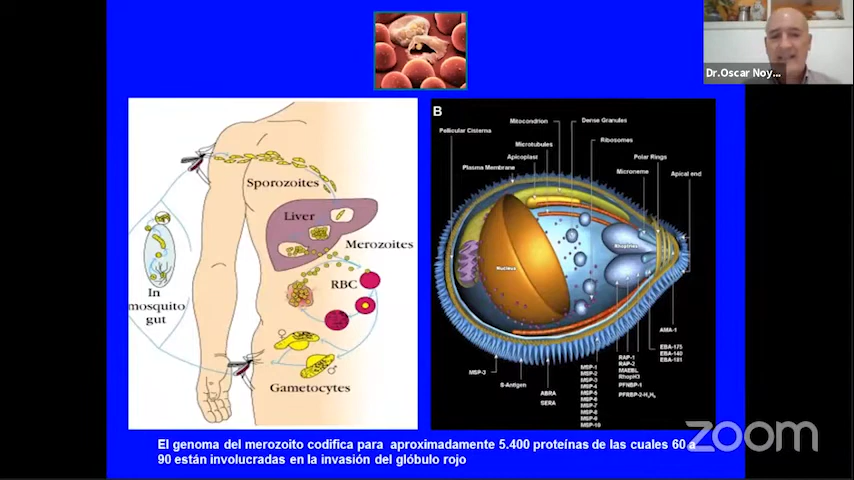 Dr.Oscar Noy...
Sporozoites
Liver
Merozoites
RBC
In
mosquito
gut
♀
♂
Gametocytes
B
Mitocondrion
Dense Granules
Pellicular Cisterna
Microtubules
Ribosomes
Apicoplast
Polar Rings
Plasma Membrane
Microneme
Apical end
Rhoptries
Nucleus
AMA-1
EBA-175
EBA-140
EBA-181
RAP-1
RAP-2
MAEBL
RhopH3
PFNBP-1
PFRBP-2-H,H,
MSP-1
MSP-2
MSP-3
MSP-4
MSP-5
MSP-6
MSP-7
MSP-8
MSP-9
MSP-10
MSP-3
S-Antigen
ABRA
SERA
El genoma del merozoito codifica para aproximadamente 5.400 proteínas de las cuales 60 a
90 están involucradas en la invasión del glóbulo rojo
zoom